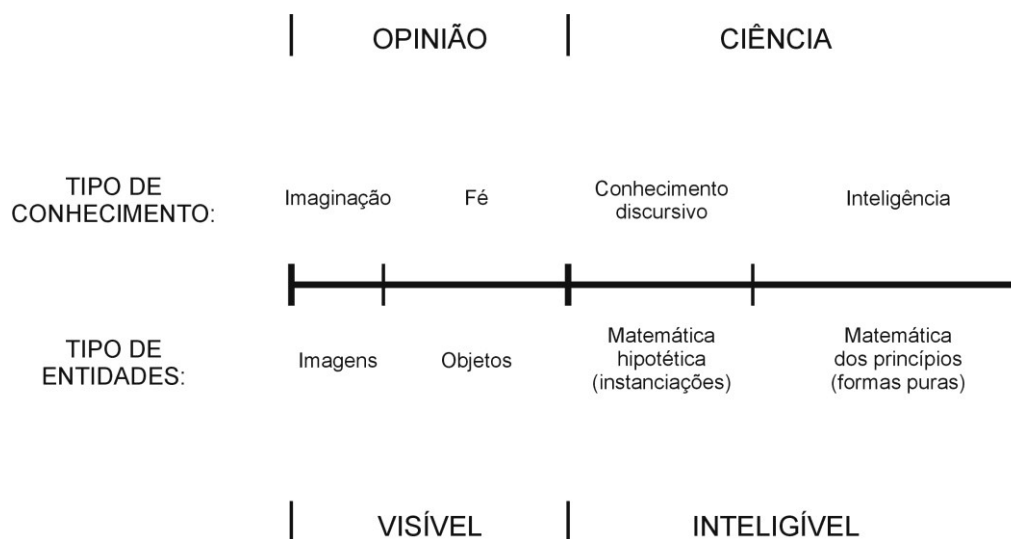 OPINIÃO
CIÊNCIA
TIPO DE
CONHECIMENTO:
Imaginação
Fé
Conhecimento
discursivo
Inteligência
TIPO DE
ENTIDADES:
Imagens
Objetos
Matemática
hipotética
(instanciações)
Matemática
dos princípios
(formas puras)
VISÍVEL
INTELIGÍVEL